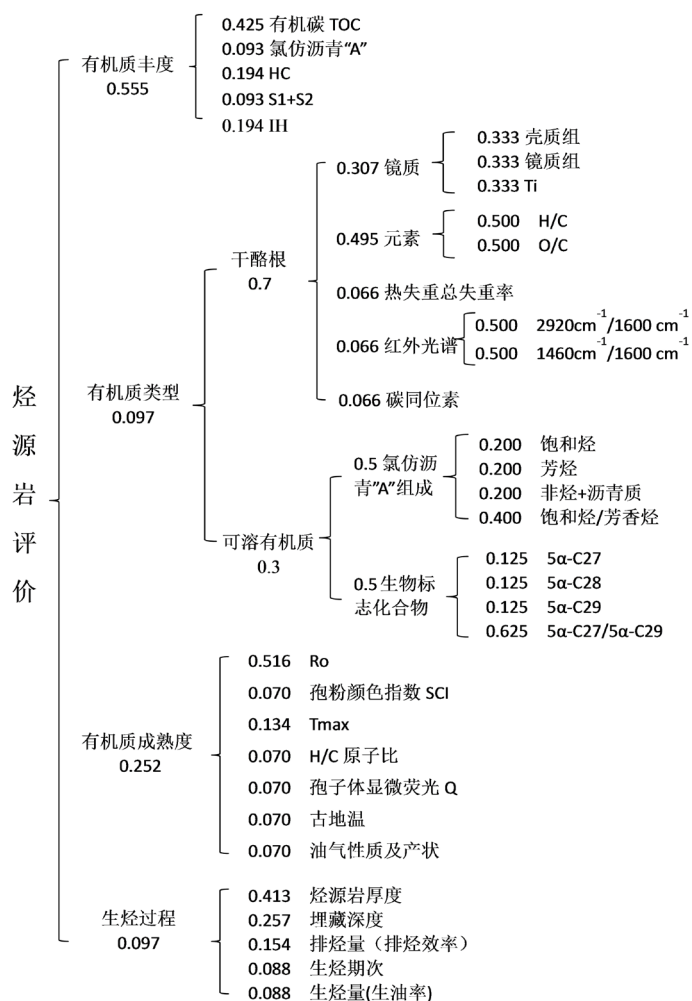 烃源岩评价
有机质丰度
0.555
0.425 有机碳 TOC
0.093 氯仿沥青“A”
0.194 HC
0.093 S1+S2
0.194 IH
有机质类型
0.097
干酪根
0.7
0.307 镜质
0.333 壳质组
0.333 镜质组
0.333 Ti
0.495 元素
0.500 H/C
0.500 O/C
0.066 热失重总失重率
0.066 红外光谱
0.500 2920cm⁻¹/1600 cm⁻¹
0.500 1460cm⁻¹/1600 cm⁻¹
0.066 碳同位素
可溶有机质
0.3
0.5 氯仿沥
青”A”组成
0.200 饱和烃
0.200 芳烃
0.200 非烃+沥青质
0.400 饱和烃/芳香烃
0.5 生物标
志化合物
0.125 5α-C27
0.125 5α-C28
0.125 5α-C29
0.625 5α-C27/5α-C29
有机质成熟度
0.252
0.516 Ro
0.070 孢粉颜色指数 SCI
0.134 Tmax
0.070 H/C 原子比
0.070 孢子体显微荧光 Q
0.070 古地温
0.070 油气性质及产状
生烃过程
0.097
0.413 烃源岩厚度
0.257 埋藏深度
0.154 排烃量（排烃效率）
0.088 生烃期次
0.088 生烃量(生油率)